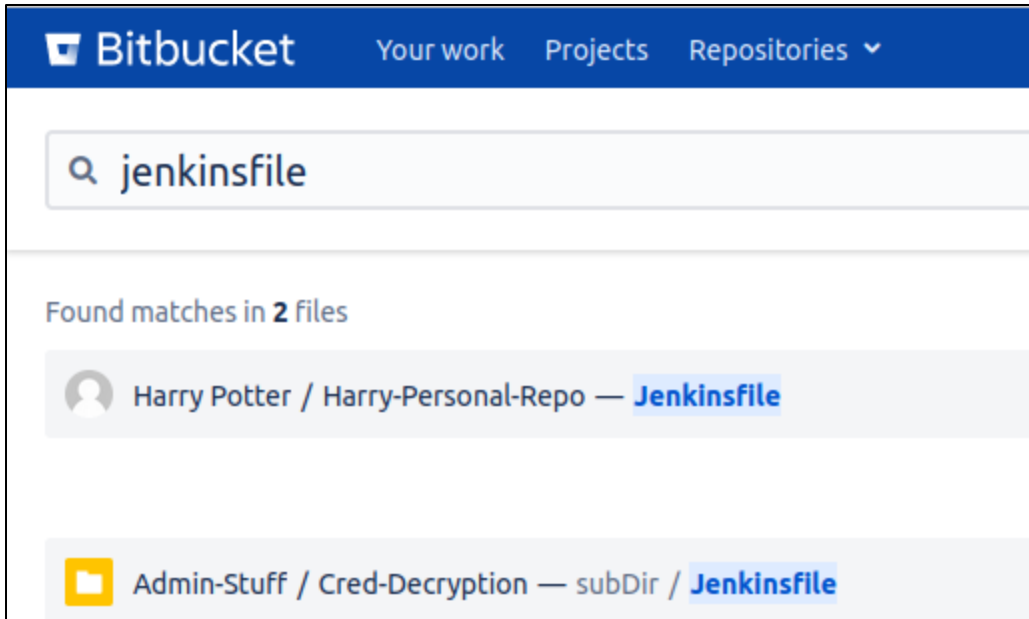 Bitbucket Your work Projects Repositories
jenkinsfile
Found matches in 2 files
Harry Potter / Harry-Personal-Repo — Jenkinsfile
Admin-Stuff / Cred-Decryption — subDir / Jenkinsfile